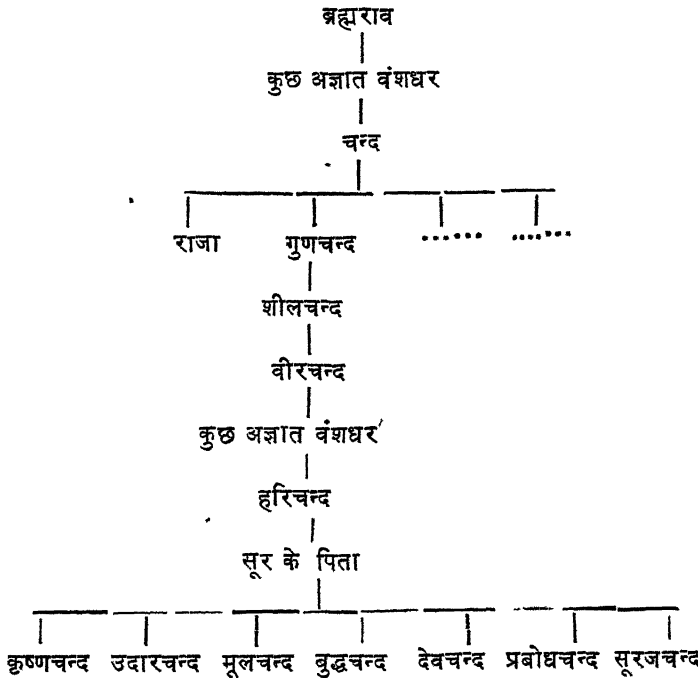 ब्रह्मराव
कुछ अज्ञात वंशधर
चन्द
राजा गुणचन्द ....... .......
शीलचन्द
वीरचन्द
कुछ अज्ञात वंशधर
हरिचन्द
सूर के पिता
कृष्णचन्द उदारचन्द मूलचन्द बुद्धचन्द देवचन्द प्रबोधचन्द सूरजचन्द